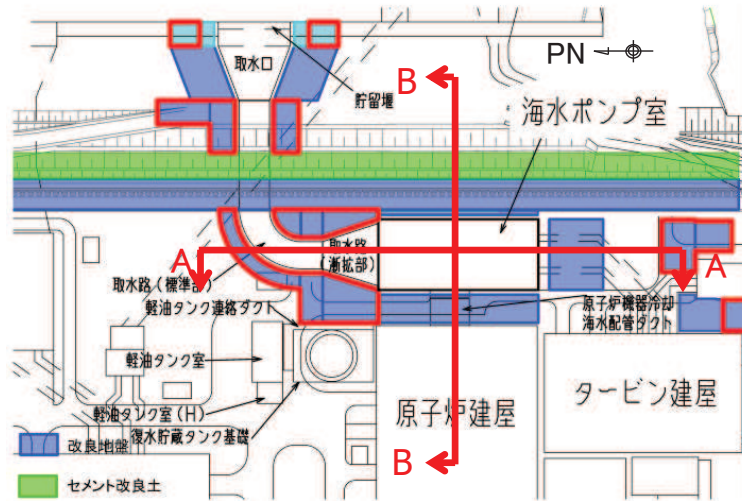 取水口
PN
B
貯留堰
海水ポンプ室
A
取水路
(漸拡部)
A
取水路(標準部)
軽油タンク連絡ダクト
原子炉機器冷却
海水配管ダクト
軽油タンク室
タービン建屋
軽油タンク室(H)
原子炉建屋
復水貯蔵タンク基礎
改良地盤
B
セメント改良土